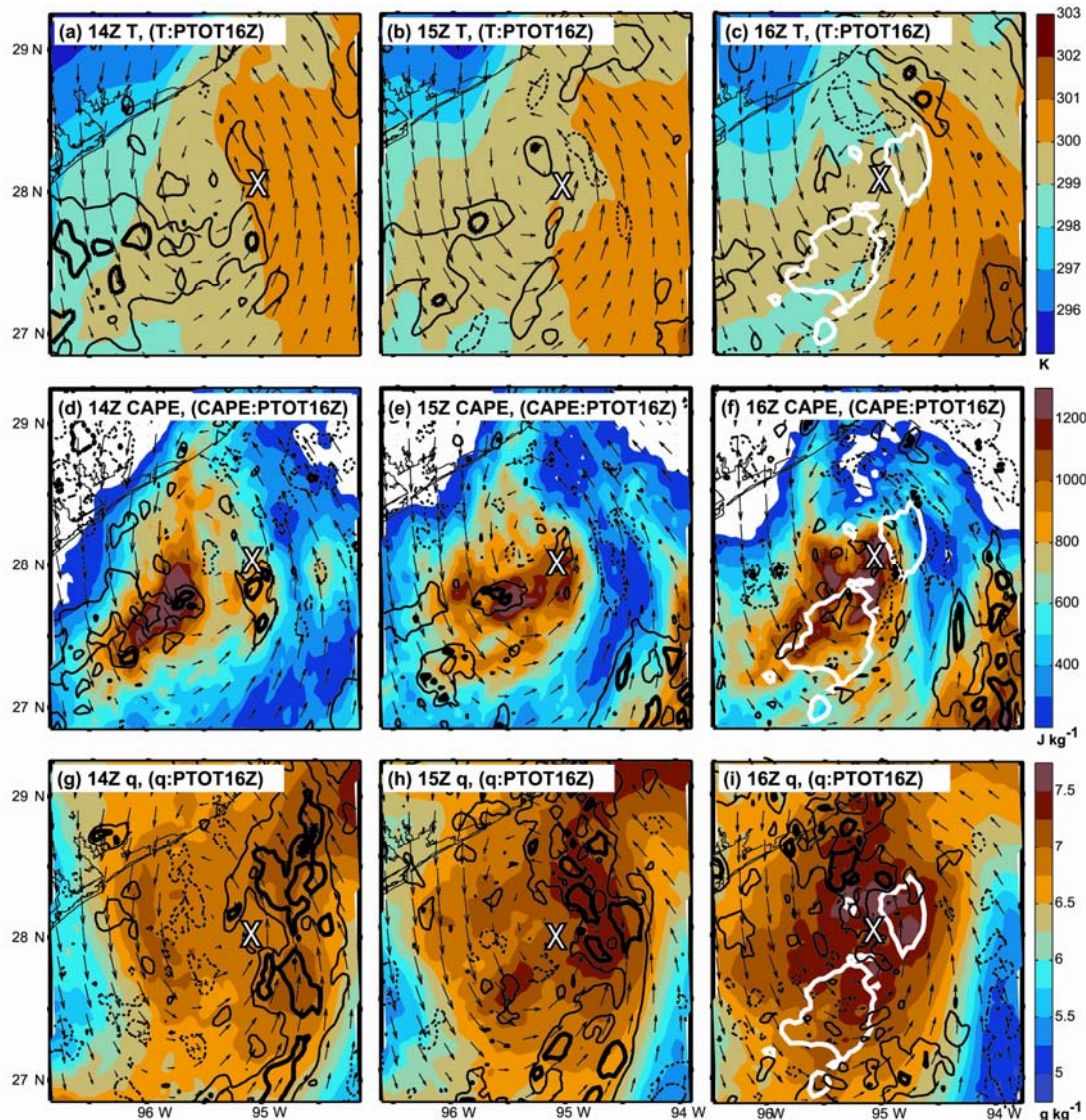 (a) 14Z T, (T:PTOT16Z)
(b) 15Z T, (T:PTOT16Z)
(c) 16Z T, (T:PTOT16Z)
29 N
28 N
27 N
X
X
X
303
302
301
300
299
298
297
296
K
(d) 14Z CAPE, (CAPE:PTOT16Z)
(e) 15Z CAPE, (CAPE:PTOT16Z)
(f) 16Z CAPE, (CAPE:PTOT16Z)
29 N
28 N
27 N
X
X
X
1200
1000
800
600
400
J kg-1
(g) 14Z q, (q:PTOT16Z)
(h) 15Z q, (q:PTOT16Z)
(i) 16Z q, (q:PTOT16Z)
29 N
28 N
27 N
X
X
X
7.5
7
6.5
6
5.5
5
g kg-1
96 W 95 W
96 W 95 W 94 W
96 W 95 W 94 W